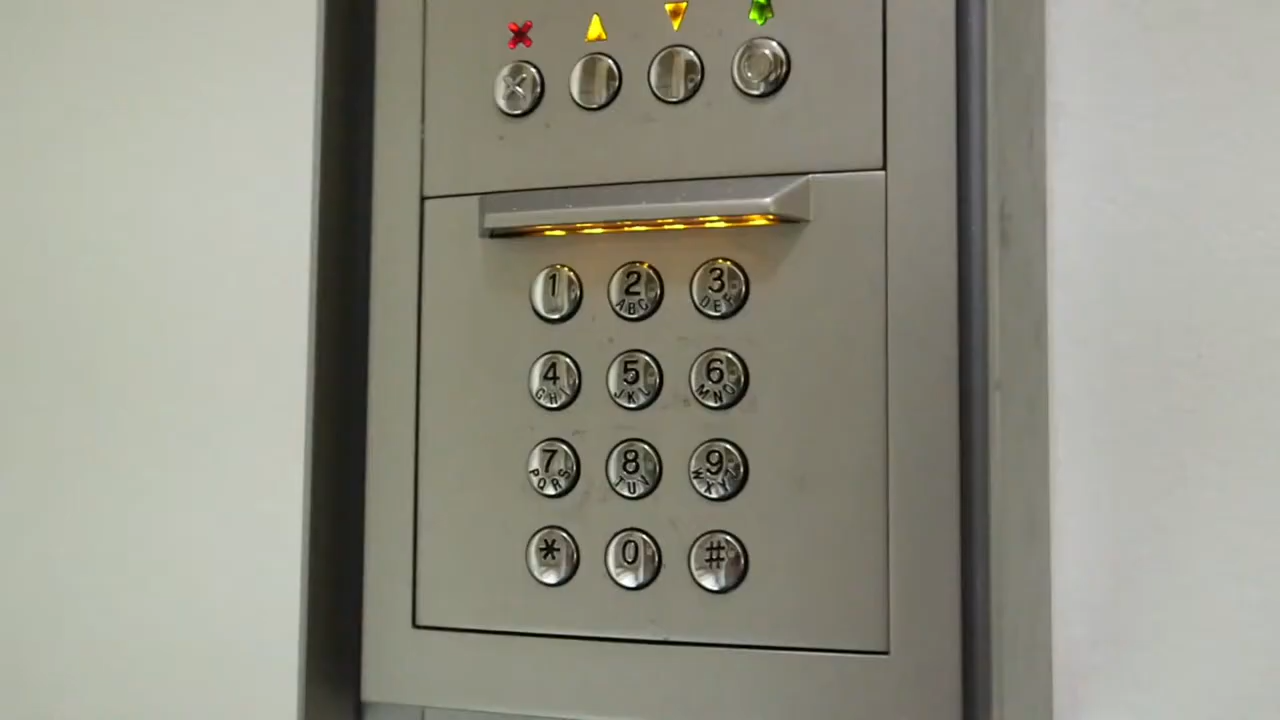 1 2 3
ABC DEF
4 5 6
GHI JKL MNO
7 8 9
PQRS TUV WXYZ
* 0 #